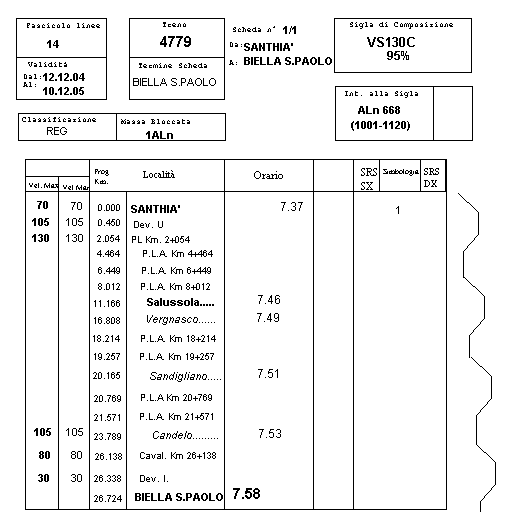 Fascicolo linee
14
Validità
Dal: 12.12.04
Al: 10.12.05
Treno
4779
Termine Scheda
BIELLA S.PAOLO
Scheda n° 1/1
Da: SANTHIA'
A: BIELLA S.PAOLO
Sigla di Composizione
VS130C
95%
Int. alla Sigla
ALn 668
(1001-1120)
Classificazione
REG
Massa Bloccata
1ALn
Vel. Max Vel Max Prog Km. Località Orario SRS SX Simbologia SRS DX
70 70 0.000 SANTHIA' 7.37 1
105 105 0.450 Dev. U
130 130 2.054 PL Km. 2+054
4.464 P.L.A. Km 4+464
6.449 P.L.A. Km 6+449
8.012 P.L.A. Km 8+012
11.166 Salussola..... 7.46
16.808 Vergnasco...... 7.49
18.214 P.L.A. Km 18+214
19.257 P.L.A. Km 19+257
20.165 Sandigliano..... 7.51
20.769 P.L.A Km 20+769
21.571 P.L.A. Km 21+571
105 105 23.789 Candelo......... 7.53
80 80 26.138 Caval. Km 26+138
30 30 26.338 Dev. I.
26.724 BIELLA S.PAOLO 7.58